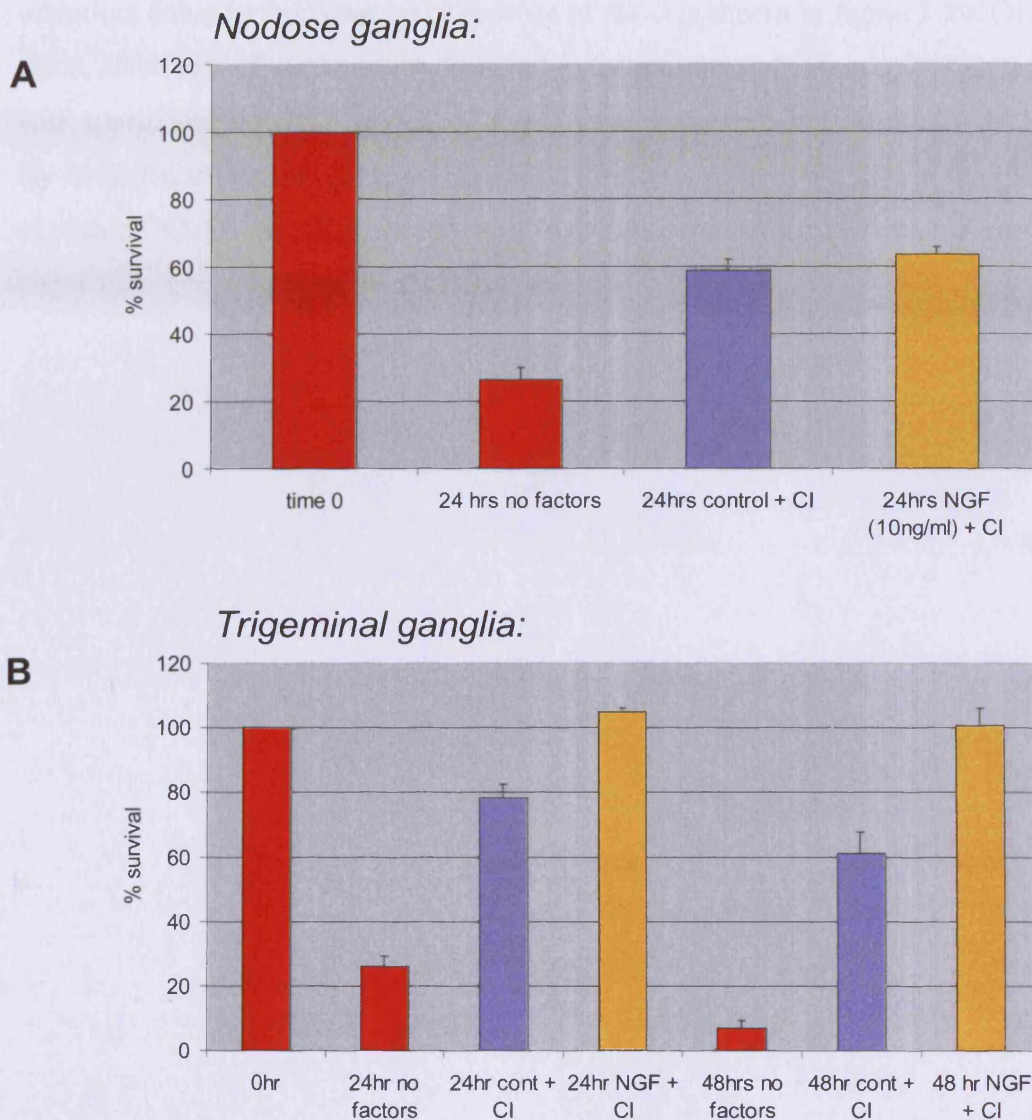 Nodose ganglia:
A
120
100
80
60
40
20
0
% survival
time 0
24 hrs no factors
24hrs control + CI
24hrs NGF
(10ng/ml) + CI
Trigeminal ganglia:
B
120
100
80
60
40
20
0
% survival
0hr
24hr no
factors
24hr cont +
CI
24hr NGF +
CI
48hrs no
factors
48hr cont +
CI
48 hr NGF
+ CI